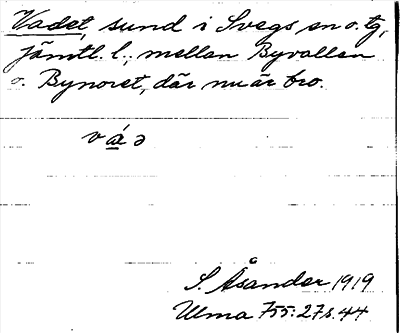 Vadet, sund i Svegs sn o. tg,
Jämtl. l.; mellan Byvallen
o. Bynoret, där nu är bro.
v á ə
S. Åsander 1919
Ulma 755:27 s. 44